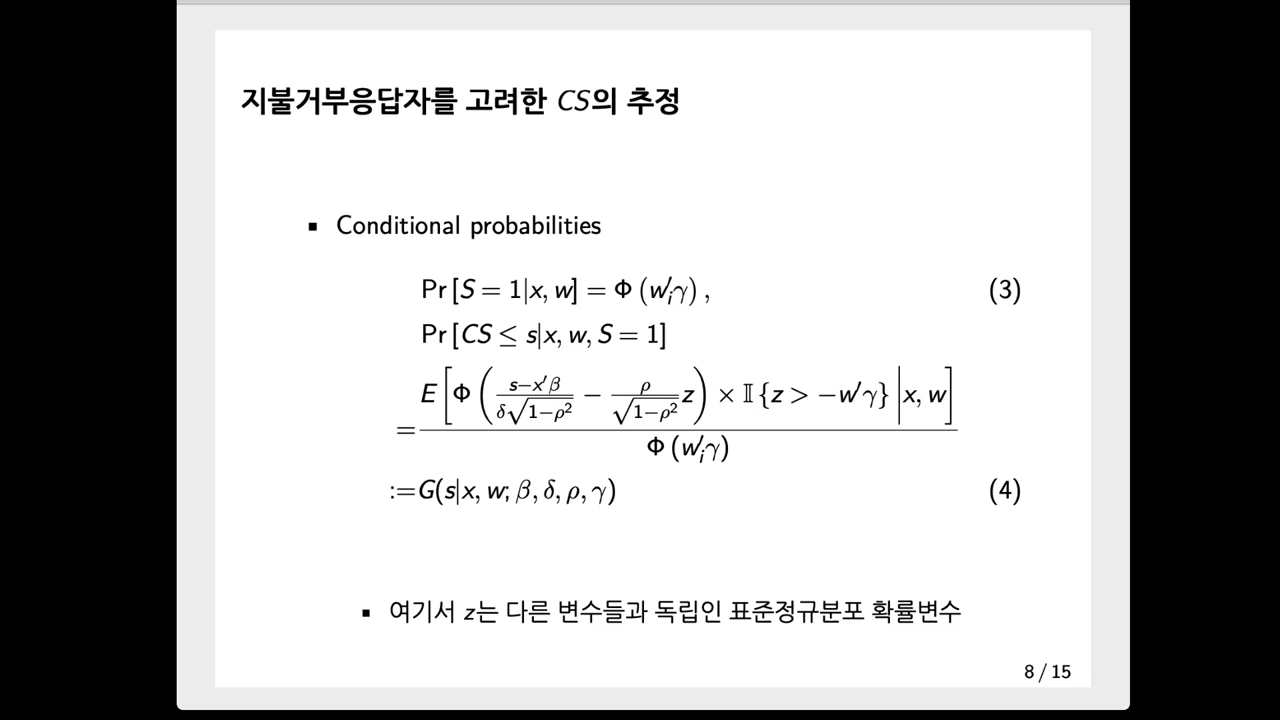 지불거부응답자를 고려한 CS의 추정
▪ Conditional probabilities
Pr [S = 1|x, w] = Φ (w′ᵢγ) , (3)
Pr [CS ≤ s|x, w, S = 1]
= E [Φ ( (s−x′β)/(δ√(1−ρ²)) − ρ/√(1−ρ²) z ) × 𝕀 {z > −w′γ} | x, w] / Φ (w′ᵢγ)
:=G(s|x, w; β, δ, ρ, γ) (4)
▪ 여기서 z는 다른 변수들과 독립인 표준정규분포 확률변수
8 / 15